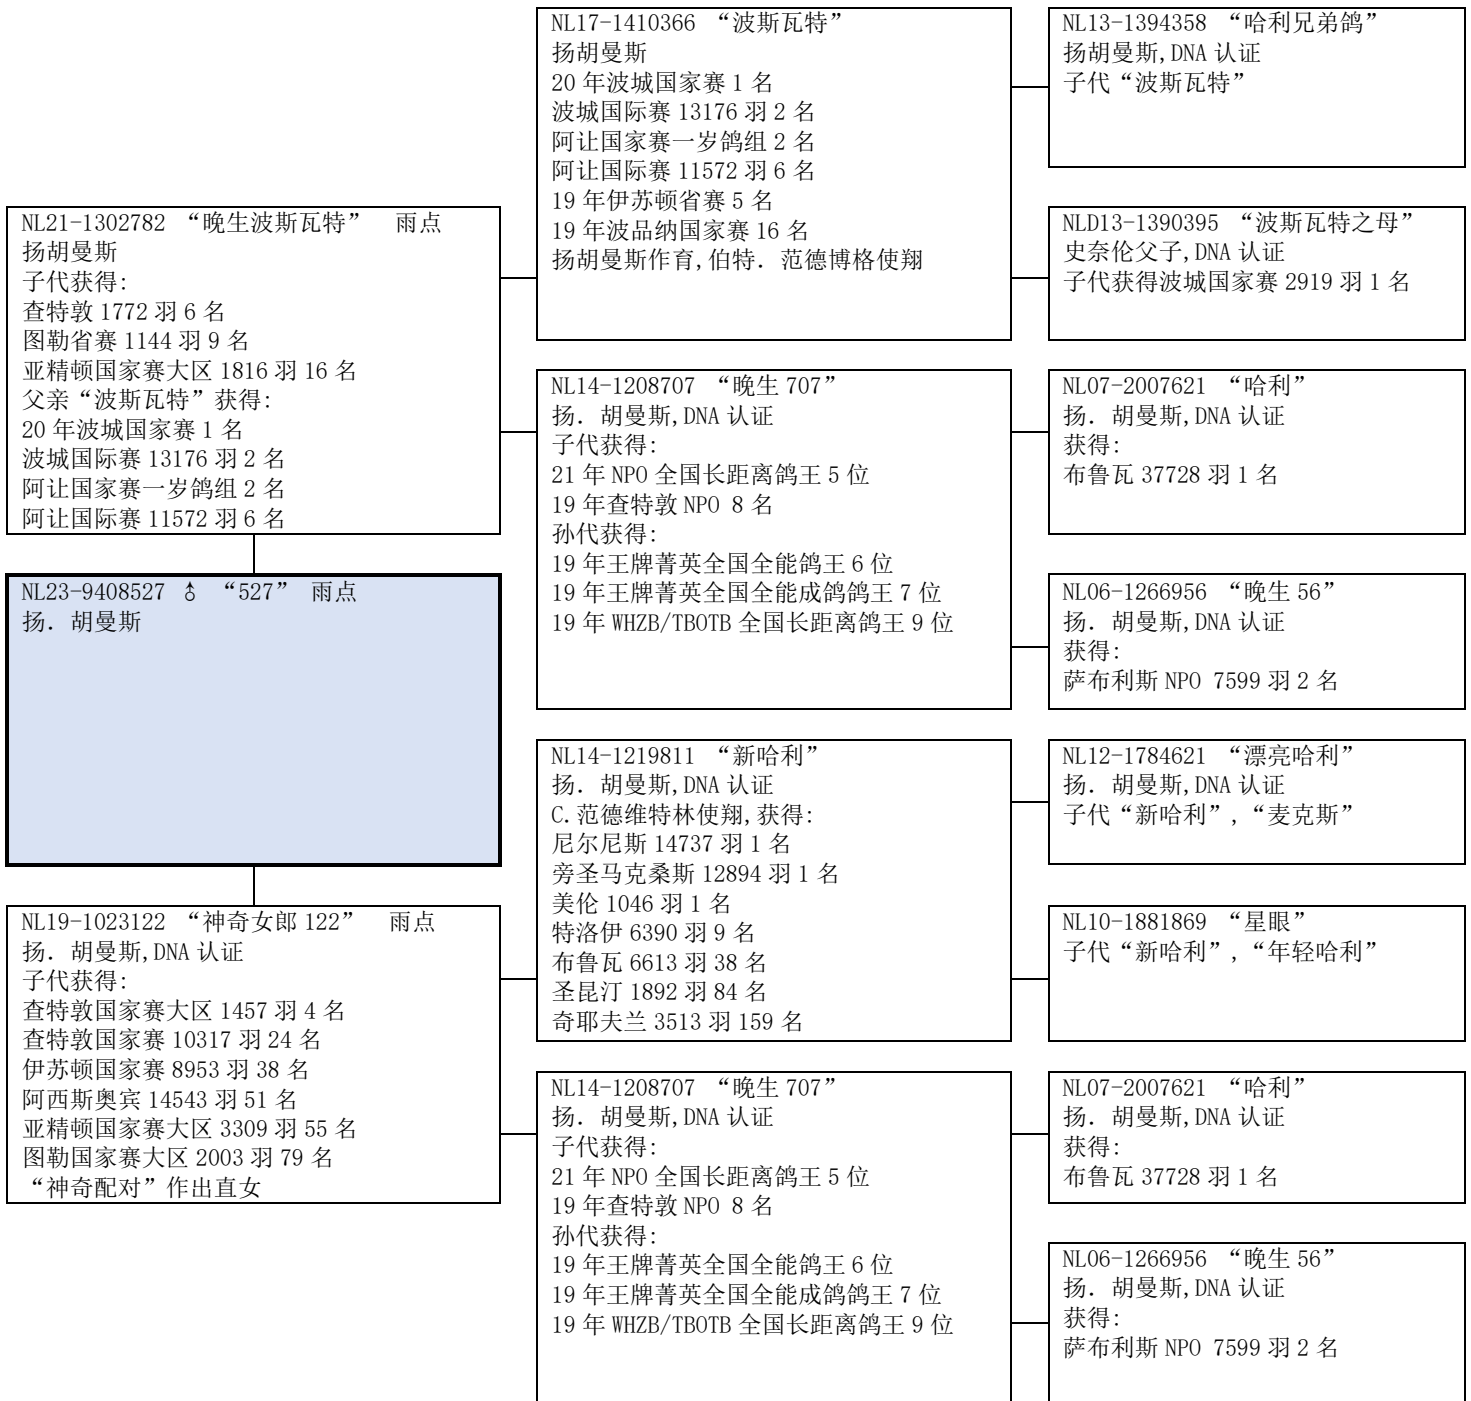 NL21-1302782 “晚生波斯瓦特” 雨点
扬胡曼斯
子代获得:
查特敦 1772 羽 6 名
图勒省赛 1144 羽 9 名
亚精顿国家赛大区 1816 羽 16 名
父亲“波斯瓦特”获得:
20 年波城国家赛 1 名
波城国际赛 13176 羽 2 名
阿让国家赛一岁鸽组 2 名
阿让国际赛 11572 羽 6 名
NL23-9408527 ♂ “527” 雨点
扬. 胡曼斯
NL19-1023122 “神奇女郎 122” 雨点
扬. 胡曼斯,DNA 认证
子代获得:
查特敦国家赛大区 1457 羽 4 名
查特敦国家赛 10317 羽 24 名
伊苏顿国家赛 8953 羽 38 名
阿西斯奥宾 14543 羽 51 名
亚精顿国家赛大区 3309 羽 55 名
图勒国家赛大区 2003 羽 79 名
“神奇配对”作出直女
NL17-1410366 “波斯瓦特”
扬胡曼斯
20 年波城国家赛 1 名
波城国际赛 13176 羽 2 名
阿让国家赛一岁鸽组 2 名
阿让国际赛 11572 羽 6 名
19 年伊苏顿省赛 5 名
19 年波品纳国家赛 16 名
扬胡曼斯作育,伯特. 范德博格使翔
NL14-1208707 “晚生 707”
扬. 胡曼斯,DNA 认证
子代获得:
21 年 NPO 全国长距离鸽王 5 位
19 年查特敦 NPO 8 名
孙代获得:
19 年王牌菁英全国全能鸽王 6 位
19 年王牌菁英全国全能成鸽鸽王 7 位
19 年 WHZB/TBOTB 全国长距离鸽王 9 位
NL14-1219811 “新哈利”
扬. 胡曼斯,DNA 认证
C.范德维特林使翔,获得:
尼尔尼斯 14737 羽 1 名
旁圣马克桑斯 12894 羽 1 名
美伦 1046 羽 1 名
特洛伊 6390 羽 9 名
布鲁瓦 6613 羽 38 名
圣昆汀 1892 羽 84 名
奇耶夫兰 3513 羽 159 名
NL14-1208707 “晚生 707”
扬. 胡曼斯,DNA 认证
子代获得:
21 年 NPO 全国长距离鸽王 5 位
19 年查特敦 NPO 8 名
孙代获得:
19 年王牌菁英全国全能鸽王 6 位
19 年王牌菁英全国全能成鸽鸽王 7 位
19 年 WHZB/TBOTB 全国长距离鸽王 9 位
NL13-1394358 “哈利兄弟鸽”
扬胡曼斯,DNA 认证
子代“波斯瓦特”
NLD13-1390395 “波斯瓦特之母”
史奈伦父子,DNA 认证
子代获得波城国家赛 2919 羽 1 名
NL07-2007621 “哈利”
扬. 胡曼斯,DNA 认证
获得:
布鲁瓦 37728 羽 1 名
NL06-1266956 “晚生 56”
扬. 胡曼斯,DNA 认证
获得:
萨布利斯 NPO 7599 羽 2 名
NL12-1784621 “漂亮哈利”
扬. 胡曼斯,DNA 认证
子代“新哈利”, “麦克斯”
NL10-1881869 “星眼”
子代“新哈利”, “年轻哈利”
NL07-2007621 “哈利”
扬. 胡曼斯,DNA 认证
获得:
布鲁瓦 37728 羽 1 名
NL06-1266956 “晚生 56”
扬. 胡曼斯,DNA 认证
获得:
萨布利斯 NPO 7599 羽 2 名